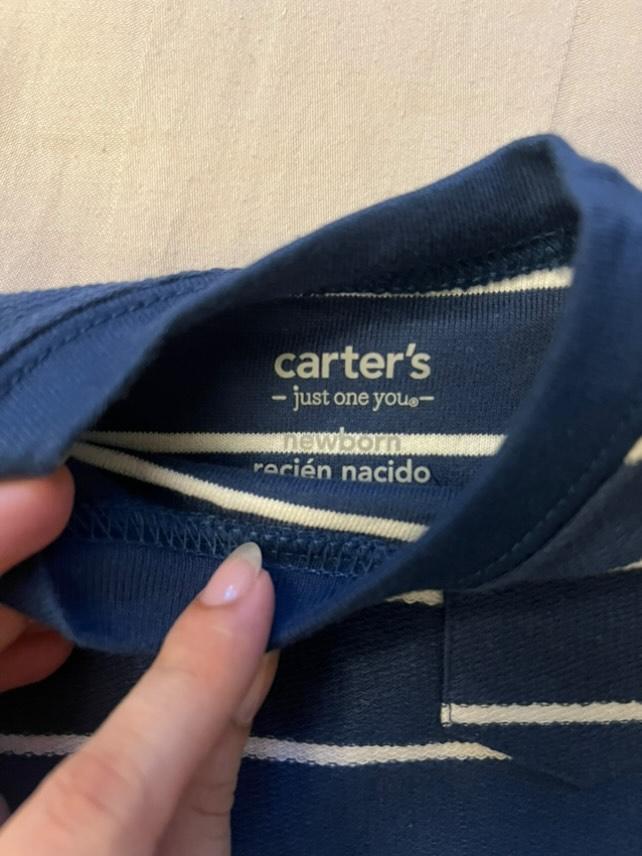 carter's
– just one you®–
newborn
recién nacido